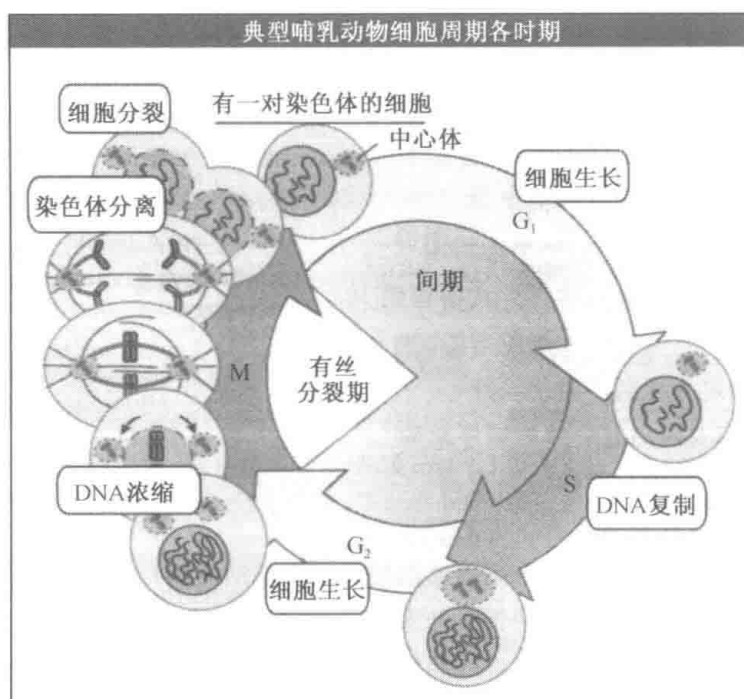 典型哺乳动物细胞周期各时期
细胞分裂
有一对染色体的细胞
中心体
细胞生长
G₁
染色体分离
间期
M
有丝
分裂期
DNA浓缩
S
DNA复制
G₂
细胞生长